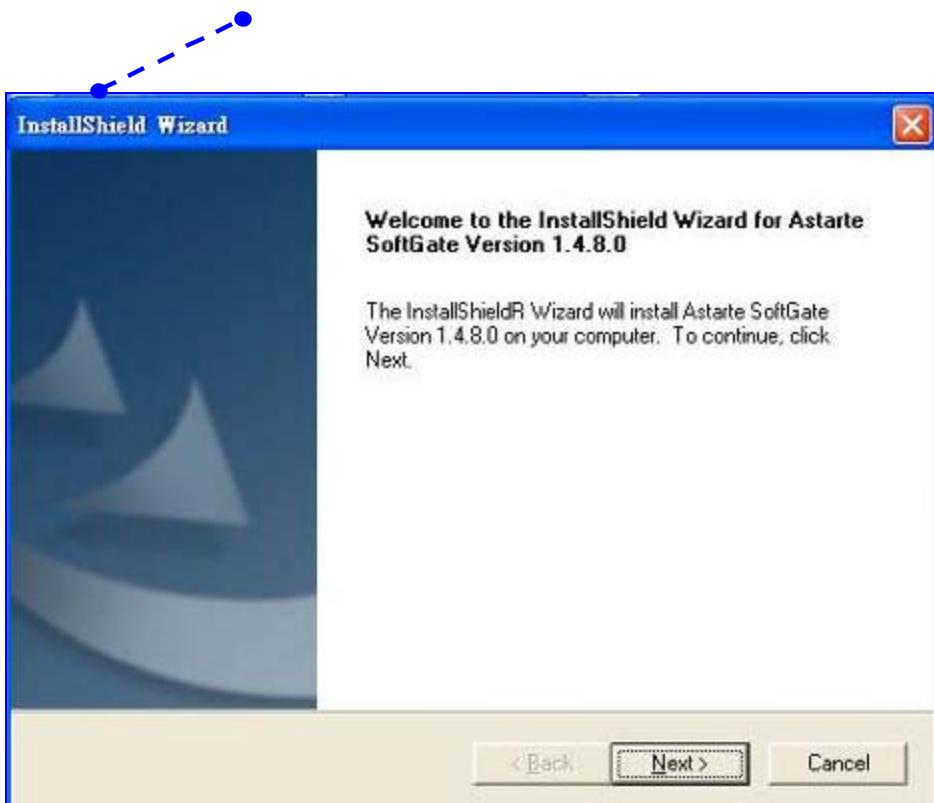 InstallShield Wizard
Welcome to the InstallShield Wizard for Astarte
SoftGate Version 1.4.8.0
The InstallShieldR Wizard will install Astarte SoftGate
Version 1.4.8.0 on your computer. To continue, click
Next.
< Back Next > Cancel